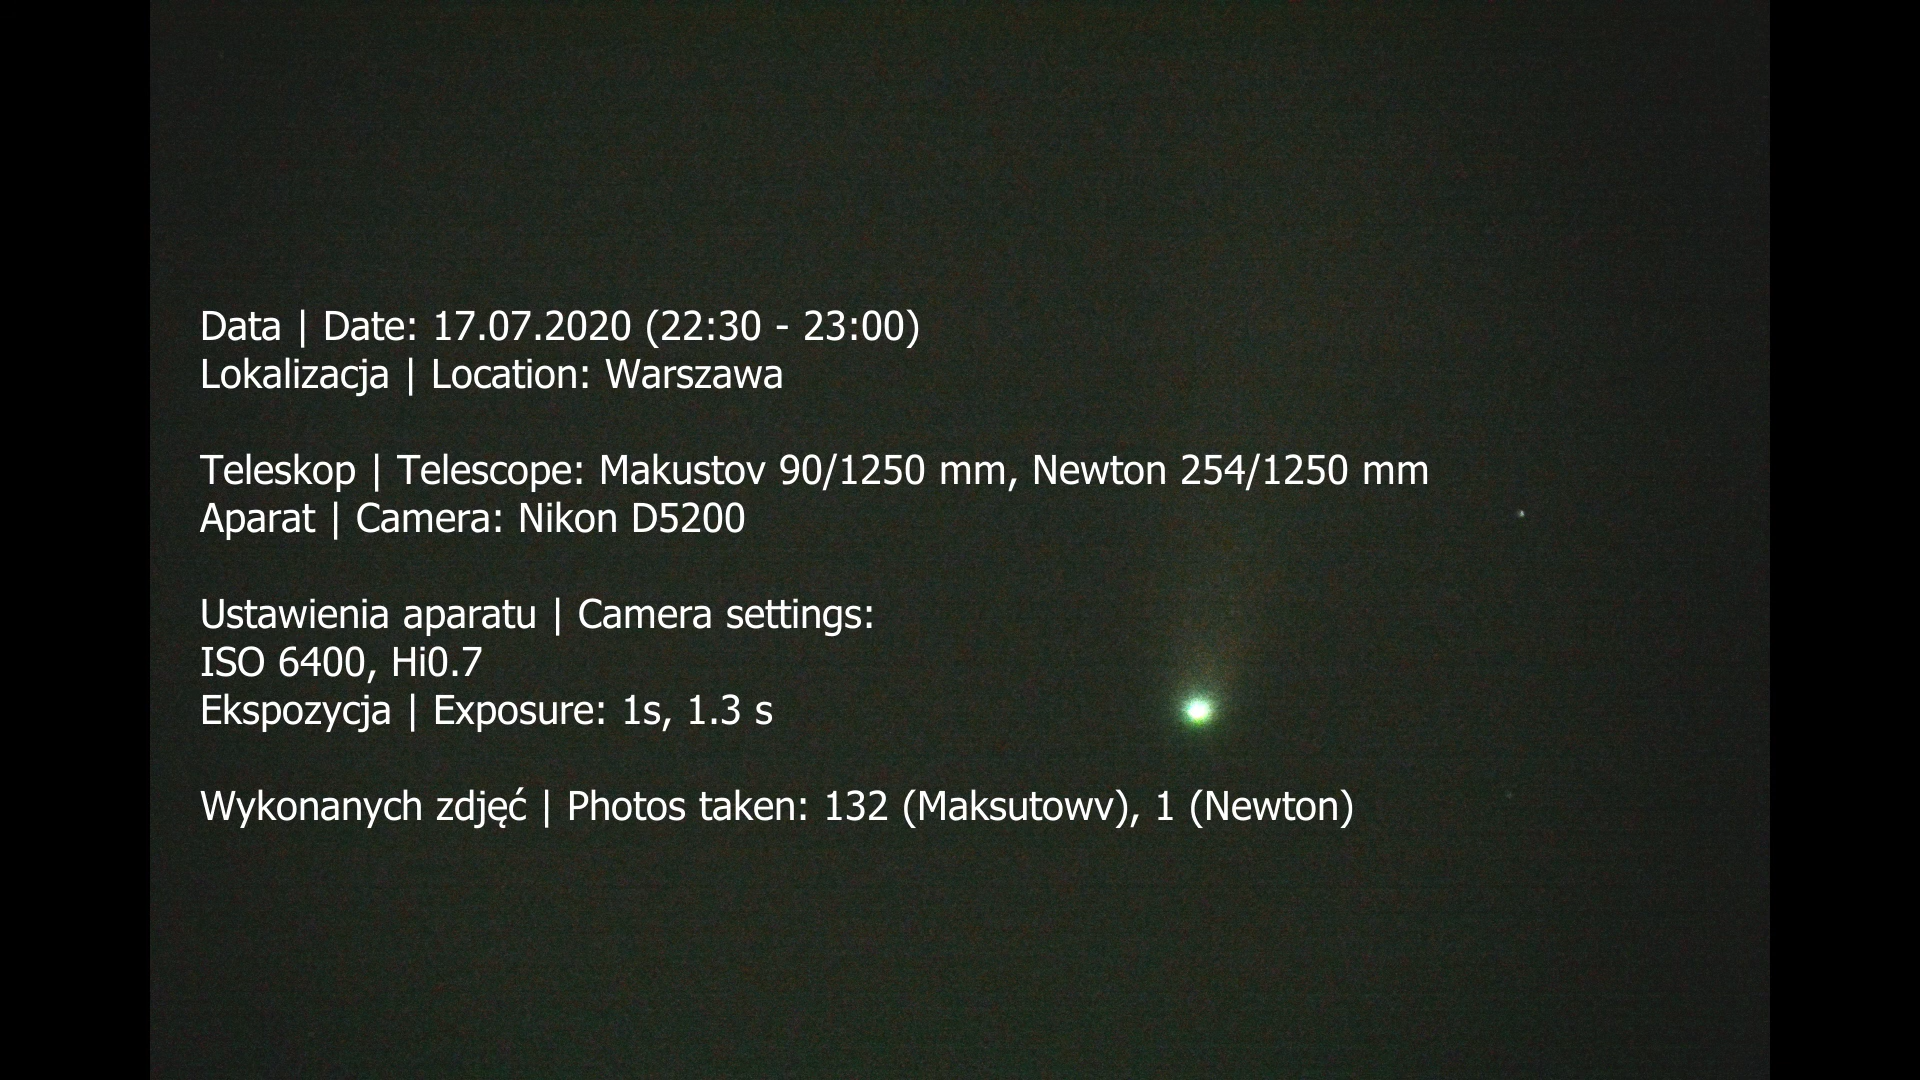 Data | Date: 17.07.2020 (22:30 - 23:00)
Lokalizacja | Location: Warszawa
Teleskop | Telescope: Makustov 90/1250 mm, Newton 254/1250 mm
Aparat | Camera: Nikon D5200
Ustawienia aparatu | Camera settings:
ISO 6400, Hi0.7
Ekspozycja | Exposure: 1s, 1.3 s
Wykonanych zdjęć | Photos taken: 132 (Maksutowv), 1 (Newton)